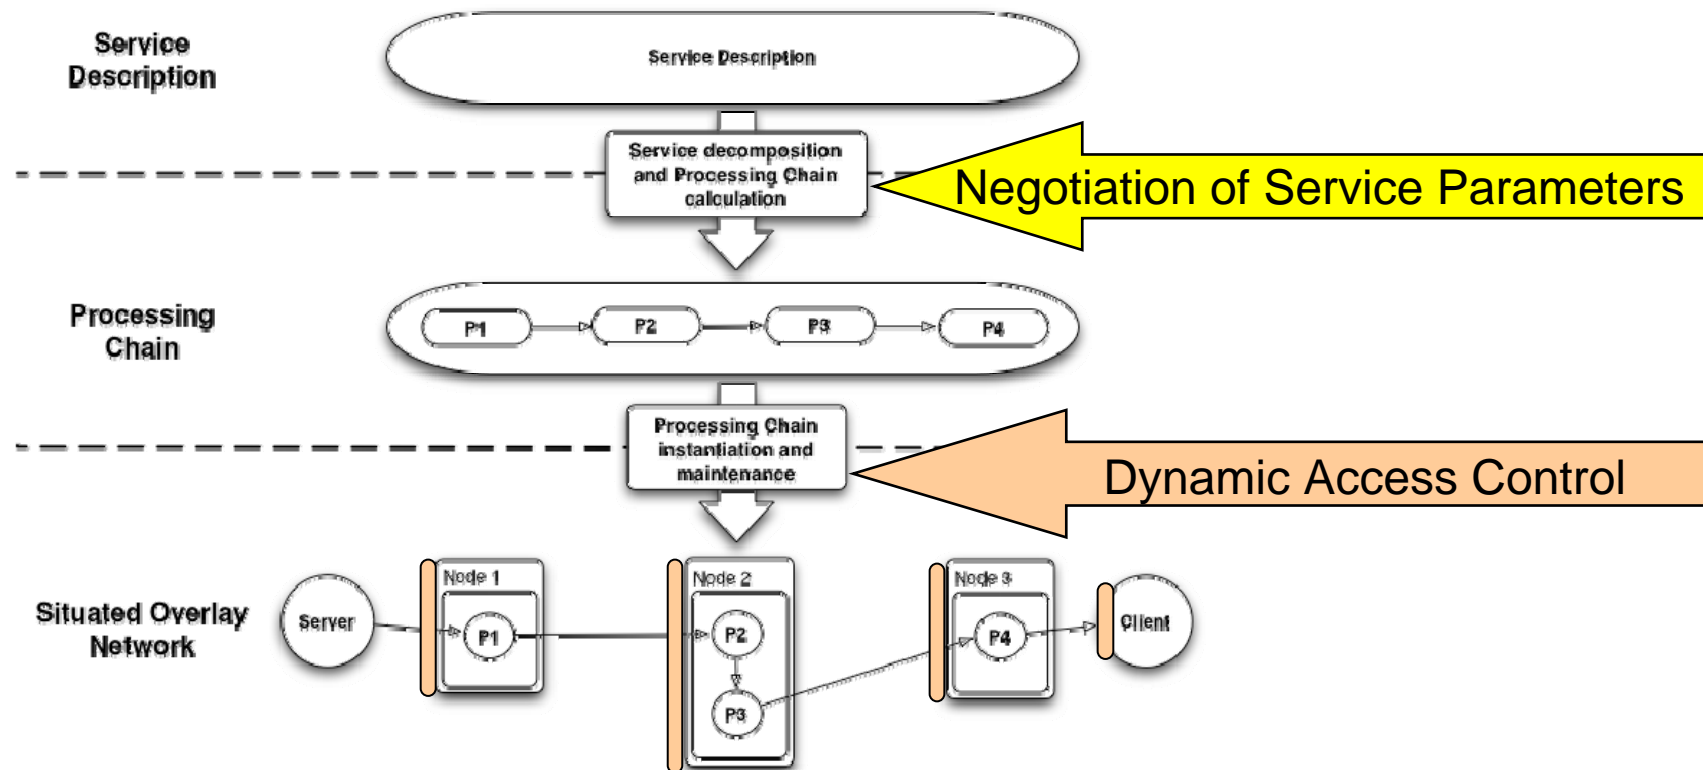 Service
Description
Service Description
Service decomposition
and Processing Chain
calculation
Negotiation of Service Parameters
Processing
Chain
P1
P2
P3
P4
Processing Chain
instantiation and
maintenance
Dynamic Access Control
Situated Overlay
Network
Server
Node 1
P1
Node 2
P2
P3
Node 3
P4
Client